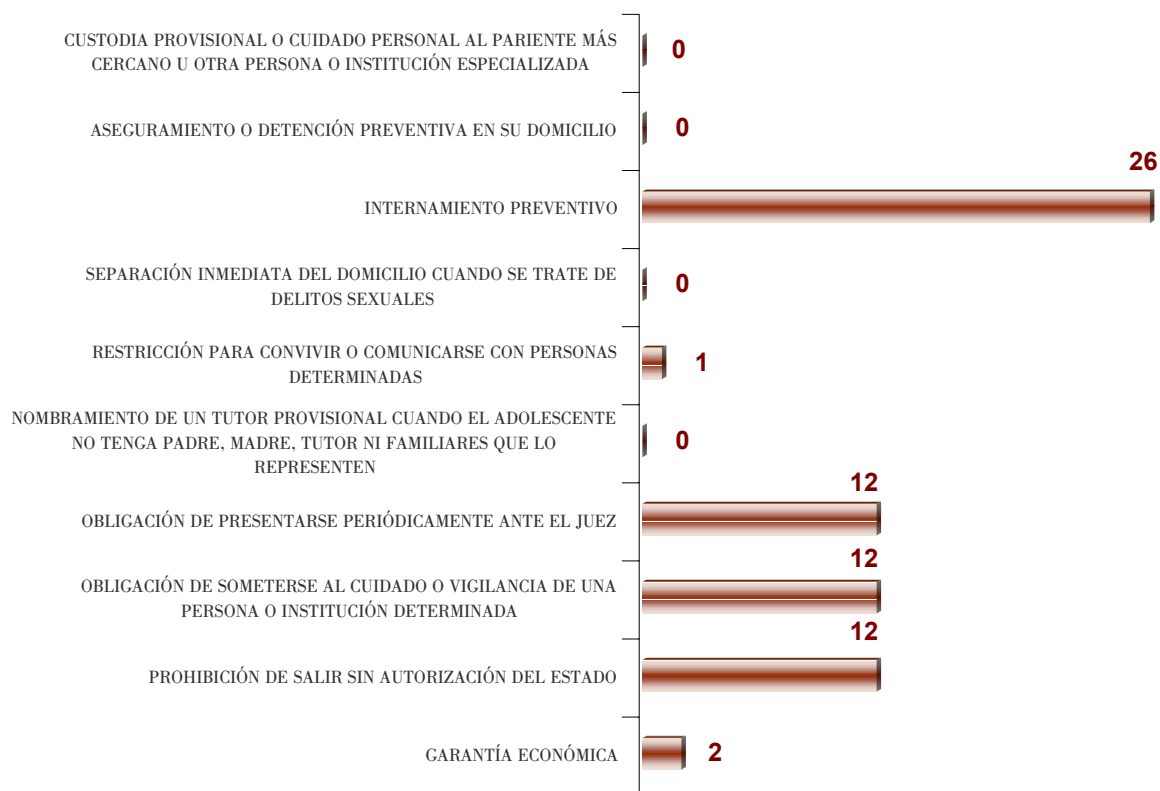 CUSTODIA PROVISIONAL O CUIDADO PERSONAL AL PARIENTE MÁS
CERCANO U OTRA PERSONA O INSTITUCIÓN ESPECIALIZADA
0
ASEGURAMIENTO O DETENCIÓN PREVENTIVA EN SU DOMICILIO
0
26
INTERNAMIENTO PREVENTIVO
SEPARACIÓN INMEDIATA DEL DOMICILIO CUANDO SE TRATE DE
DELITOS SEXUALES
0
RESTRICCIÓN PARA CONVIVIR O COMUNICARSE CON PERSONAS
DETERMINADAS
1
NOMBRAMIENTO DE UN TUTOR PROVISIONAL CUANDO EL ADOLESCENTE
NO TENGA PADRE, MADRE, TUTOR NI FAMILIARES QUE LO
REPRESENTEN
0
12
OBLIGACIÓN DE PRESENTARSE PERIÓDICAMENTE ANTE EL JUEZ
12
OBLIGACIÓN DE SOMETERSE AL CUIDADO O VIGILANCIA DE UNA
PERSONA O INSTITUCIÓN DETERMINADA
12
PROHIBICIÓN DE SALIR SIN AUTORIZACIÓN DEL ESTADO
GARANTÍA ECONÓMICA
2